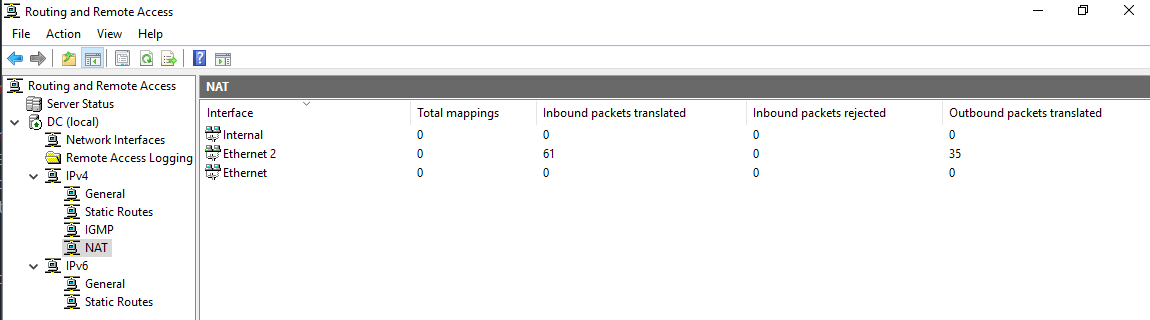 Routing and Remote Access
File Action View Help
Routing and Remote Access
Server Status
DC (local)
Network Interfaces
Remote Access Logging
IPv4
General
Static Routes
IGMP
NAT
IPv6
General
Static Routes
NAT
Interface Total mappings Inbound packets translated Inbound packets rejected Outbound packets translated
Internal 0 0 0 0
Ethernet 2 0 61 0 35
Ethernet 0 0 0 0